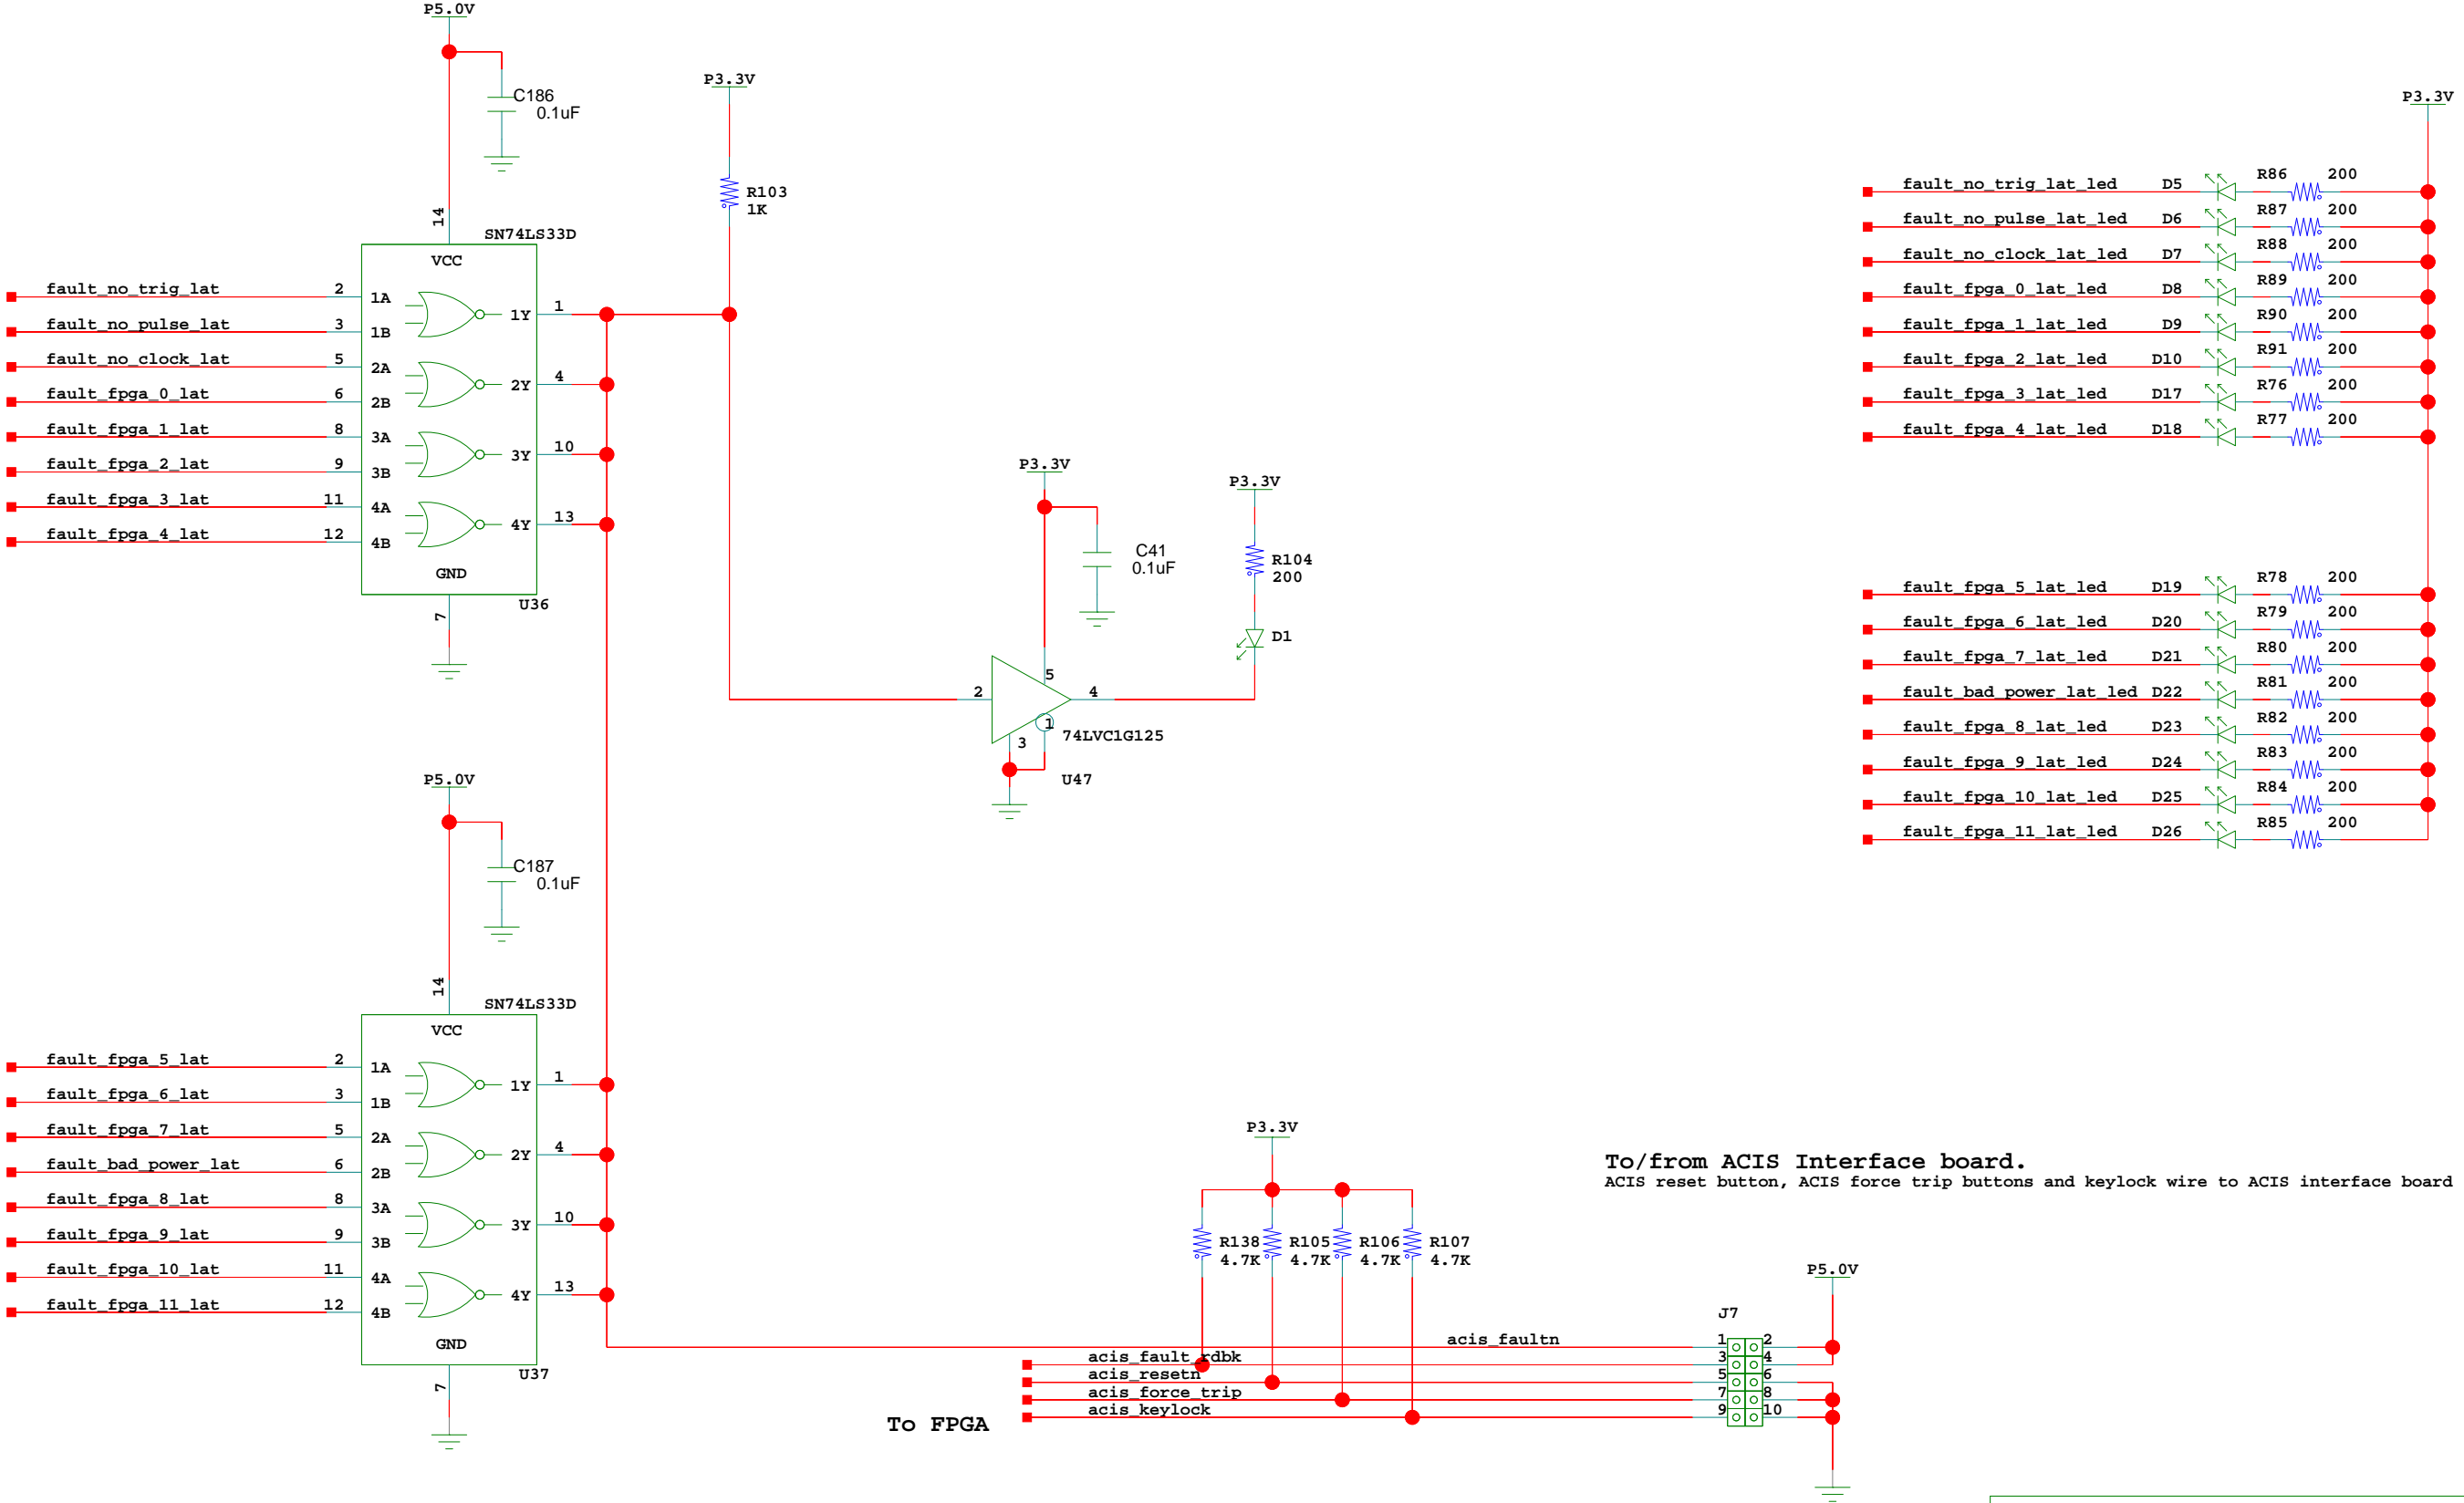 P5.0V
C186
0.1uF
P3.3V
R103
1K
14
SN74LS33D
VCC
fault_no_trig_lat 2 1A
fault_no_pulse_lat 3 1B
fault_no_clock_lat 5 2A
fault_fpga_0_lat 6 2B
fault_fpga_1_lat 8 3A
fault_fpga_2_lat 9 3B
fault_fpga_3_lat 11 4A
fault_fpga_4_lat 12 4B
1Y 1
2Y 4
3Y 10
4Y 13
GND
U36
7
P3.3V
C41
0.1uF
P3.3V
R104
200
D1
2
5
4
1
3
74LVC1G125
U47
P3.3V
fault_no_trig_lat_led D5 R86 200
fault_no_pulse_lat_led D6 R87 200
fault_no_clock_lat_led D7 R88 200
fault_fpga_0_lat_led D8 R89 200
fault_fpga_1_lat_led D9 R90 200
fault_fpga_2_lat_led D10 R91 200
fault_fpga_3_lat_led D17 R76 200
fault_fpga_4_lat_led D18 R77 200
fault_fpga_5_lat_led D19 R78 200
fault_fpga_6_lat_led D20 R79 200
fault_fpga_7_lat_led D21 R80 200
fault_bad_power_lat_led D22 R81 200
fault_fpga_8_lat_led D23 R82 200
fault_fpga_9_lat_led D24 R83 200
fault_fpga_10_lat_led D25 R84 200
fault_fpga_11_lat_led D26 R85 200
P5.0V
C187
0.1uF
14
SN74LS33D
VCC
fault_fpga_5_lat 2 1A
fault_fpga_6_lat 3 1B
fault_fpga_7_lat 5 2A
fault_bad_power_lat 6 2B
fault_fpga_8_lat 8 3A
fault_fpga_9_lat 9 3B
fault_fpga_10_lat 11 4A
fault_fpga_11_lat 12 4B
1Y 1
2Y 4
3Y 10
4Y 13
GND
U37
7
P3.3V
R138 R105 R106 R107
4.7K 4.7K 4.7K 4.7K
To/from ACIS Interface board.
ACIS reset button, ACIS force trip buttons and keylock wire to ACIS interface board
P5.0V
J7
acis_faultn 1 2
acis_fault_rdbk 3 4
acis_resetn 5 6
acis_force_trip 7 8
acis_keylock 9 10
To FPGA